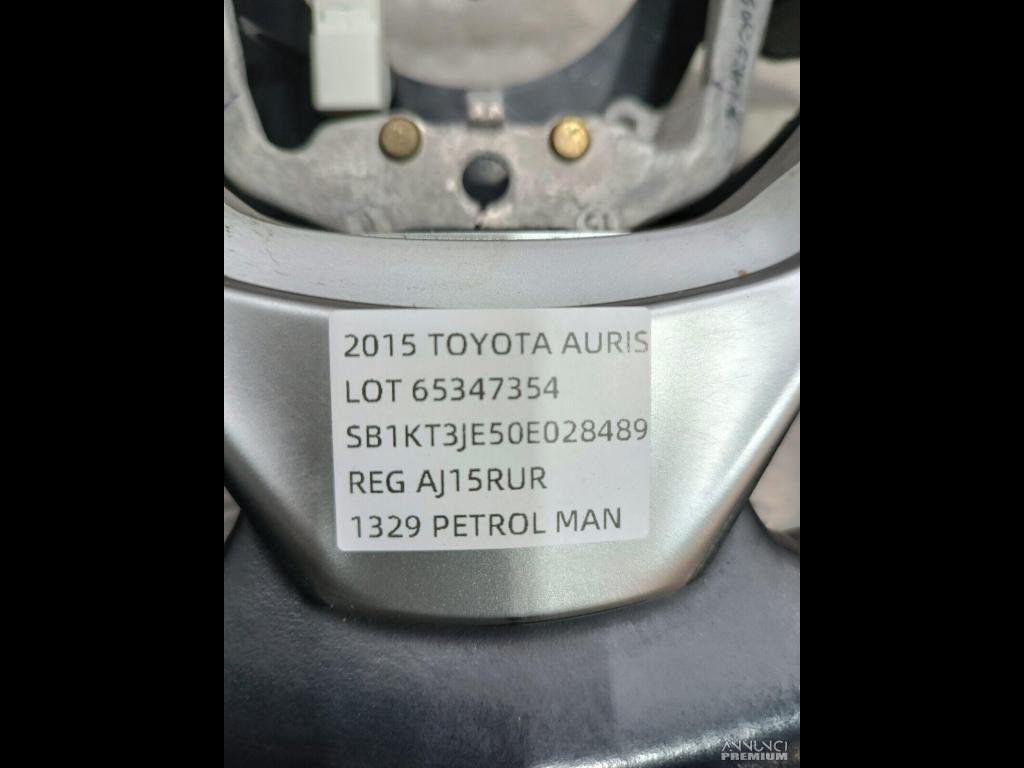 2015 TOYOTA AURIS
LOT 65347354
SB1KT3JE50E028489
REG AJ15RUR
1329 PETROL MAN
ANNUNCI
PREMIUM